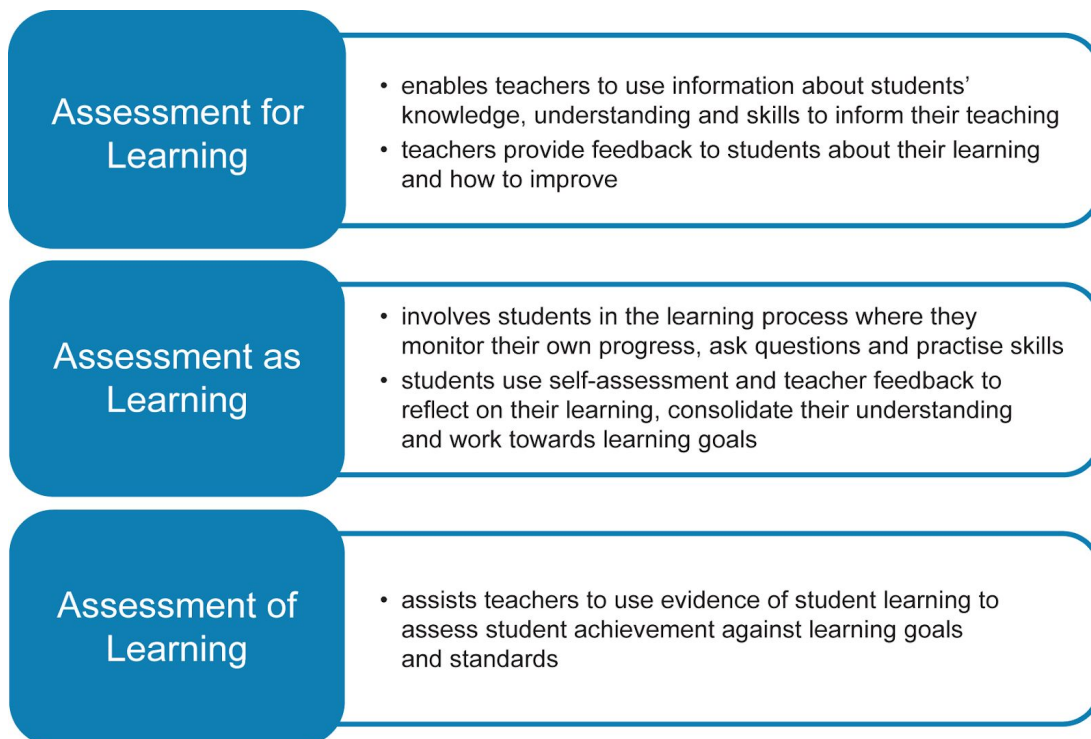 Assessment for
Learning
• enables teachers to use information about students’
knowledge, understanding and skills to inform their teaching
• teachers provide feedback to students about their learning
and how to improve
Assessment as
Learning
• involves students in the learning process where they
monitor their own progress, ask questions and practise skills
• students use self-assessment and teacher feedback to
reflect on their learning, consolidate their understanding
and work towards learning goals
Assessment of
Learning
• assists teachers to use evidence of student learning to
assess student achievement against learning goals
and standards